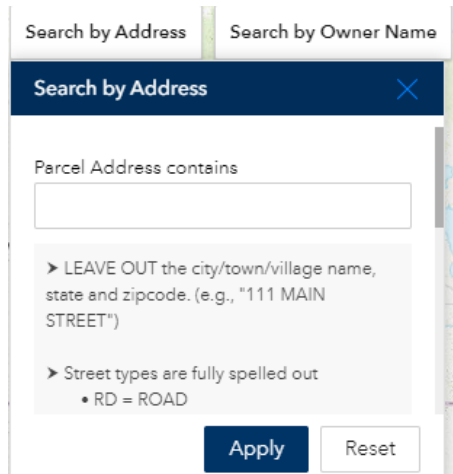 Search by Address
Search by Owner Name
Search by Address
Parcel Address contains
➤ LEAVE OUT the city/town/village name,
state and zipcode. (e.g., "111 MAIN
STREET")
➤ Street types are fully spelled out
• RD = ROAD
Apply
Reset